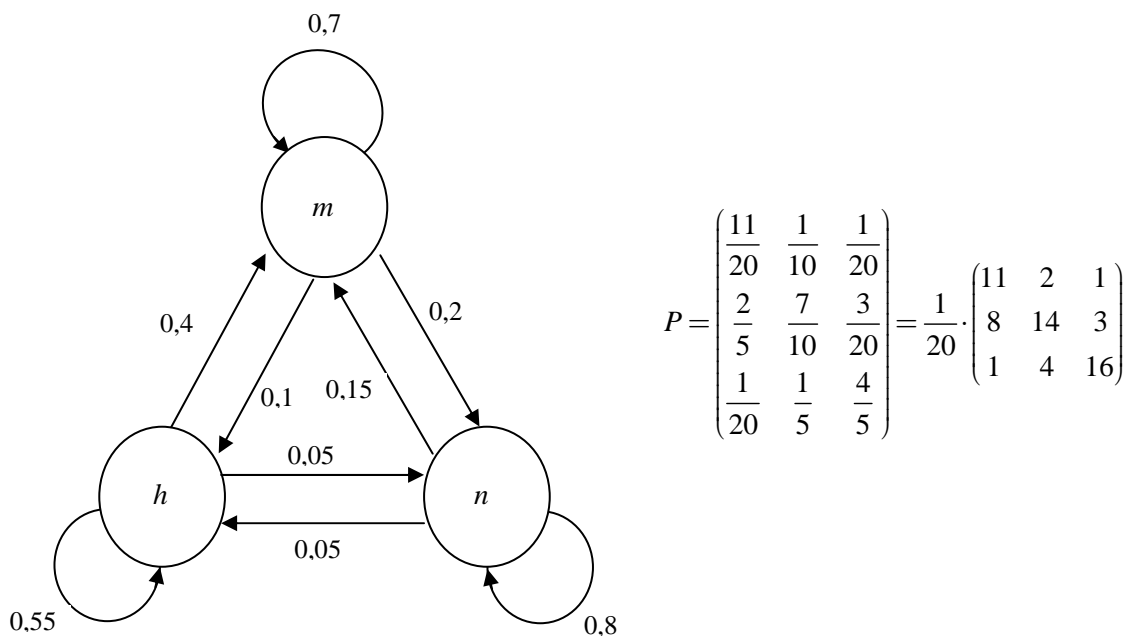 0,7
m
0,4
0,2
0,1
0,15
0,05
h
n
0,05
0,55
0,8
P = ( 11/20 1/10 1/20 ; 2/5 7/10 3/20 ; 1/20 1/5 4/5 ) = 1/20 · ( 11 2 1 ; 8 14 3 ; 1 4 16 )